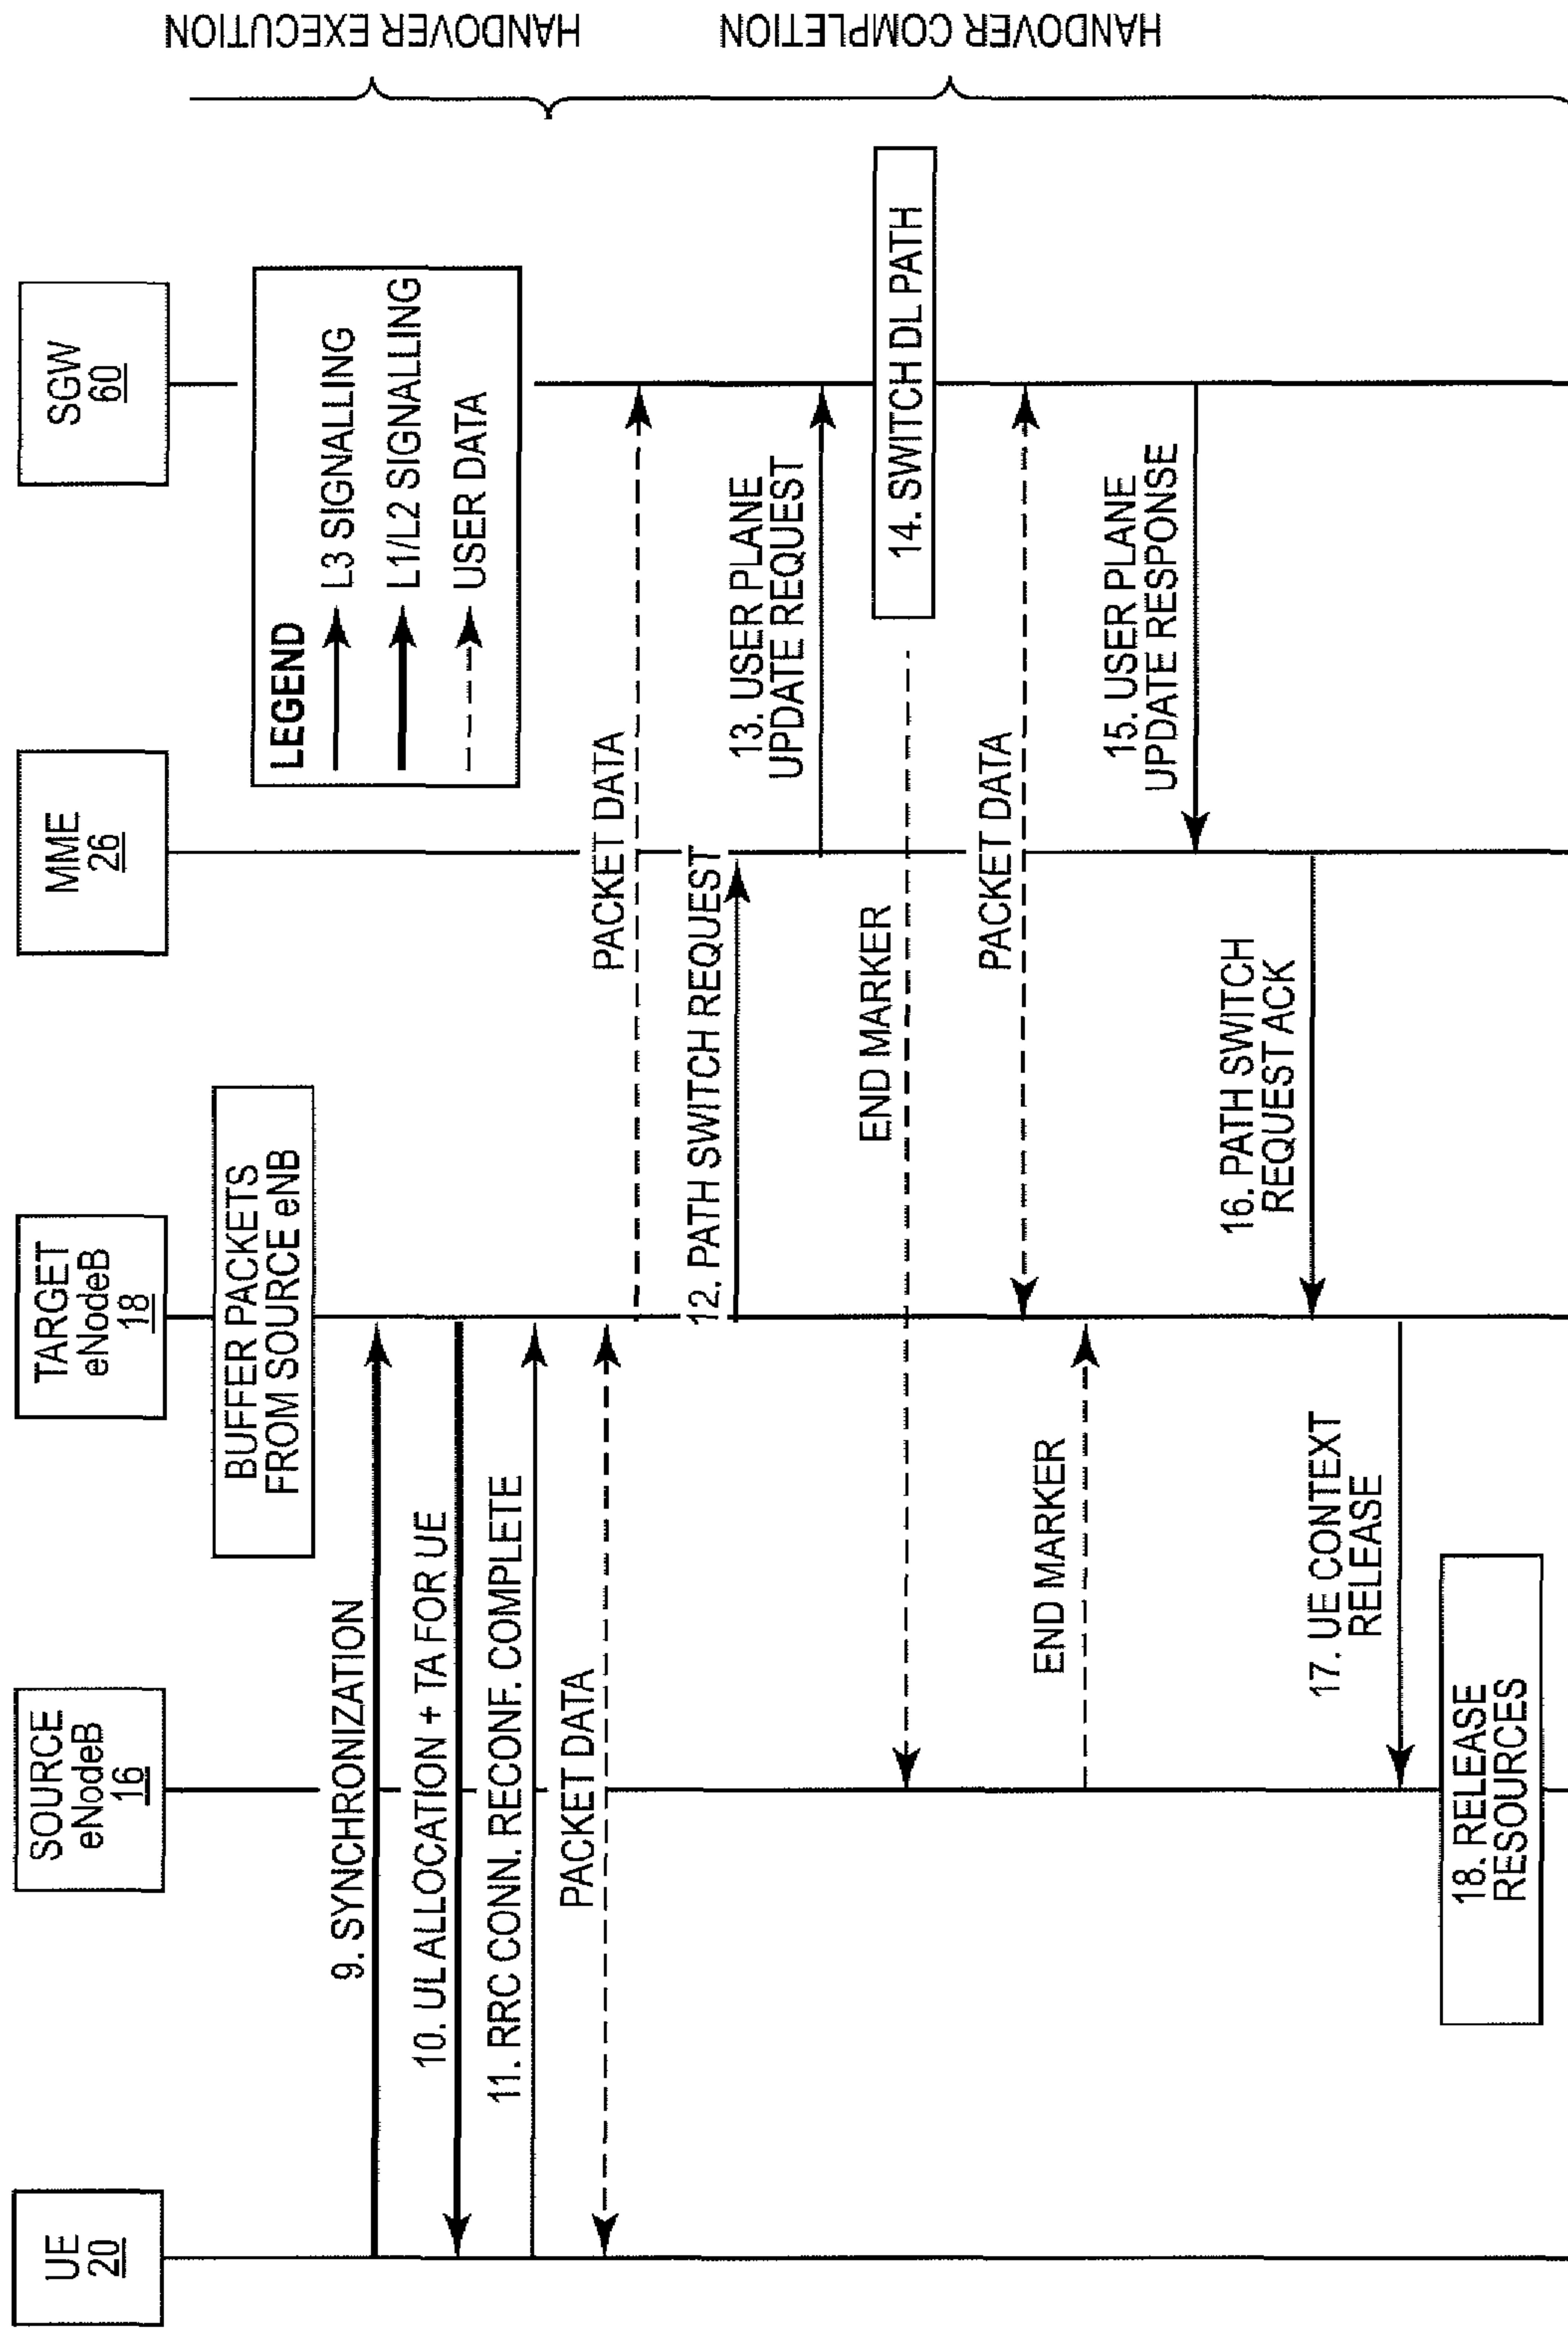 UE
20
SOURCE
eNodeB
16
TARGET
eNodeB
18
MME
26
SGW
60
BUFFER PACKETS
FROM SOURCE eNB
LEGEND
L3 SIGNALLING
L1/L2 SIGNALLING
USER DATA
9. SYNCHRONIZATION
10. UL ALLOCATION + TA FOR UE
11. RRC CONN. RECONF. COMPLETE
PACKET DATA
PACKET DATA
12. PATH SWITCH REQUEST
13. USER PLANE
UPDATE REQUEST
END MARKER
14. SWITCH DL PATH
PACKET DATA
END MARKER
15. USER PLANE
UPDATE RESPONSE
16. PATH SWITCH
REQUEST ACK
17. UE CONTEXT
RELEASE
18. RELEASE
RESOURCES
HANDOVER EXECUTION
HANDOVER COMPLETION